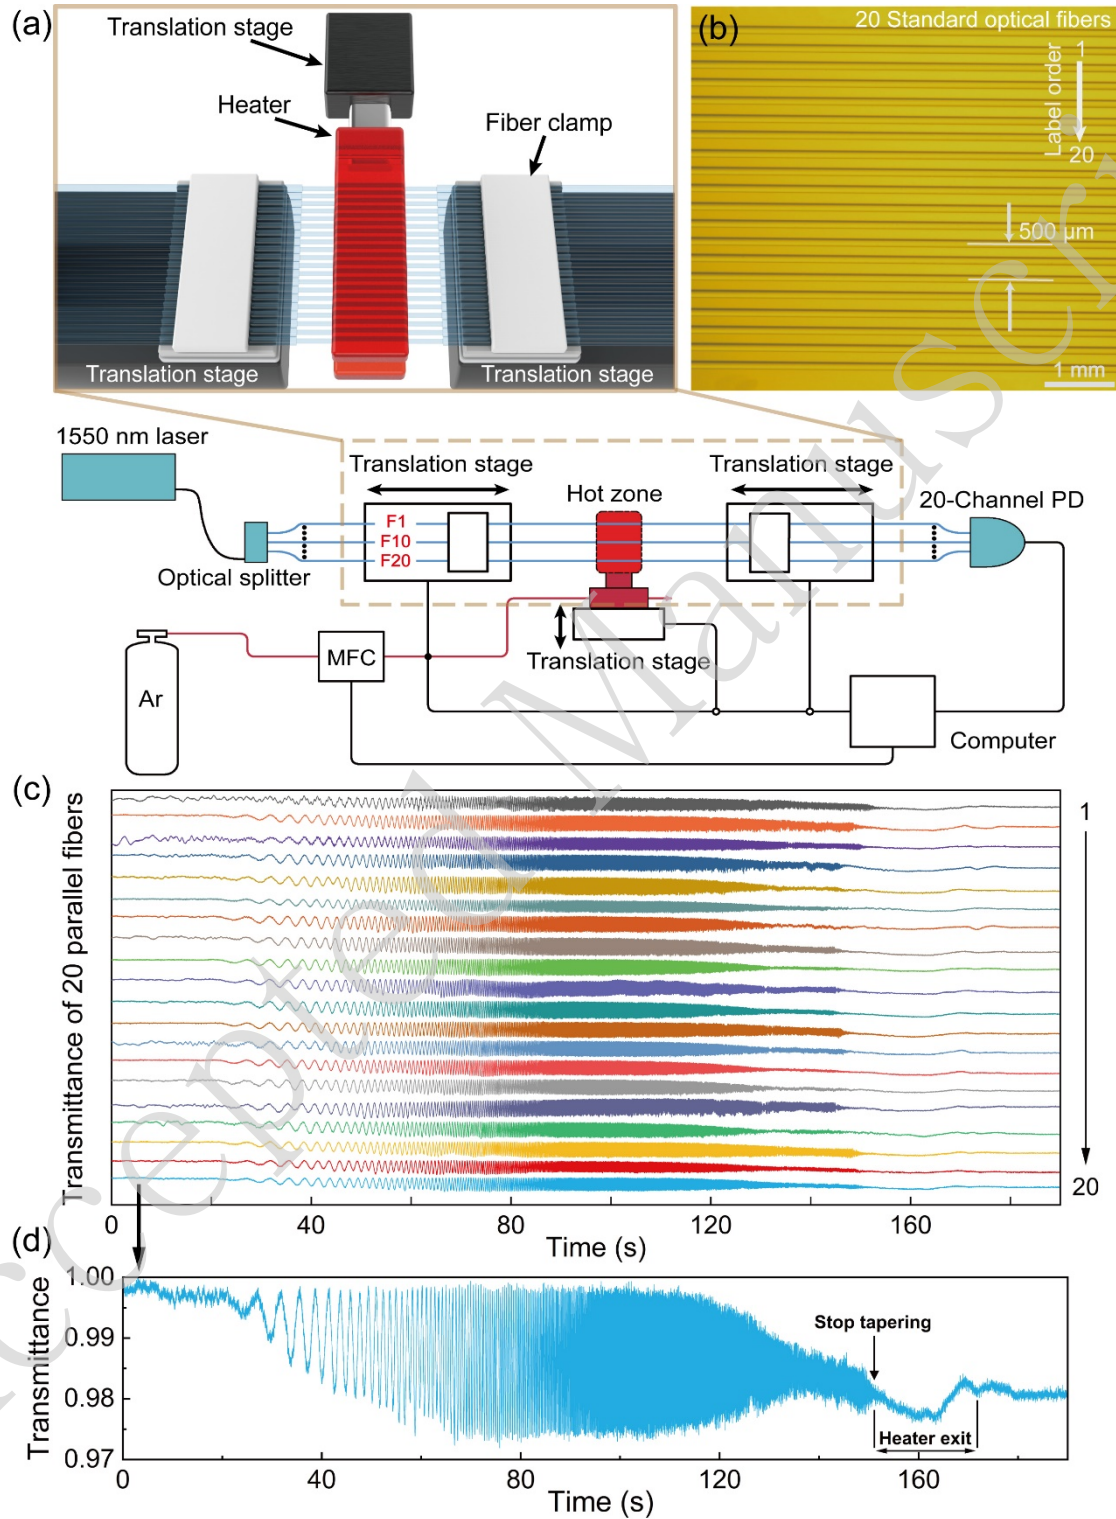 (a)
Translation stage
Heater
Fiber clamp
Translation stage
Translation stage
(b)
20 Standard optical fibers
Label order
1
20
500 μm
1 mm
1550 nm laser
Optical splitter
Translation stage
F1
F10
F20
Hot zone
Translation stage
20-Channel PD
Translation stage
Ar
MFC
Computer
(c)
Transmittance of 20 parallel fibers
1
20
0 40 80 120 160
Time (s)
(d)
Transmittance
1.00
0.99
0.98
0.97
Stop tapering
Heater exit
0 40 80 120 160
Time (s)
Accepted Manuscri